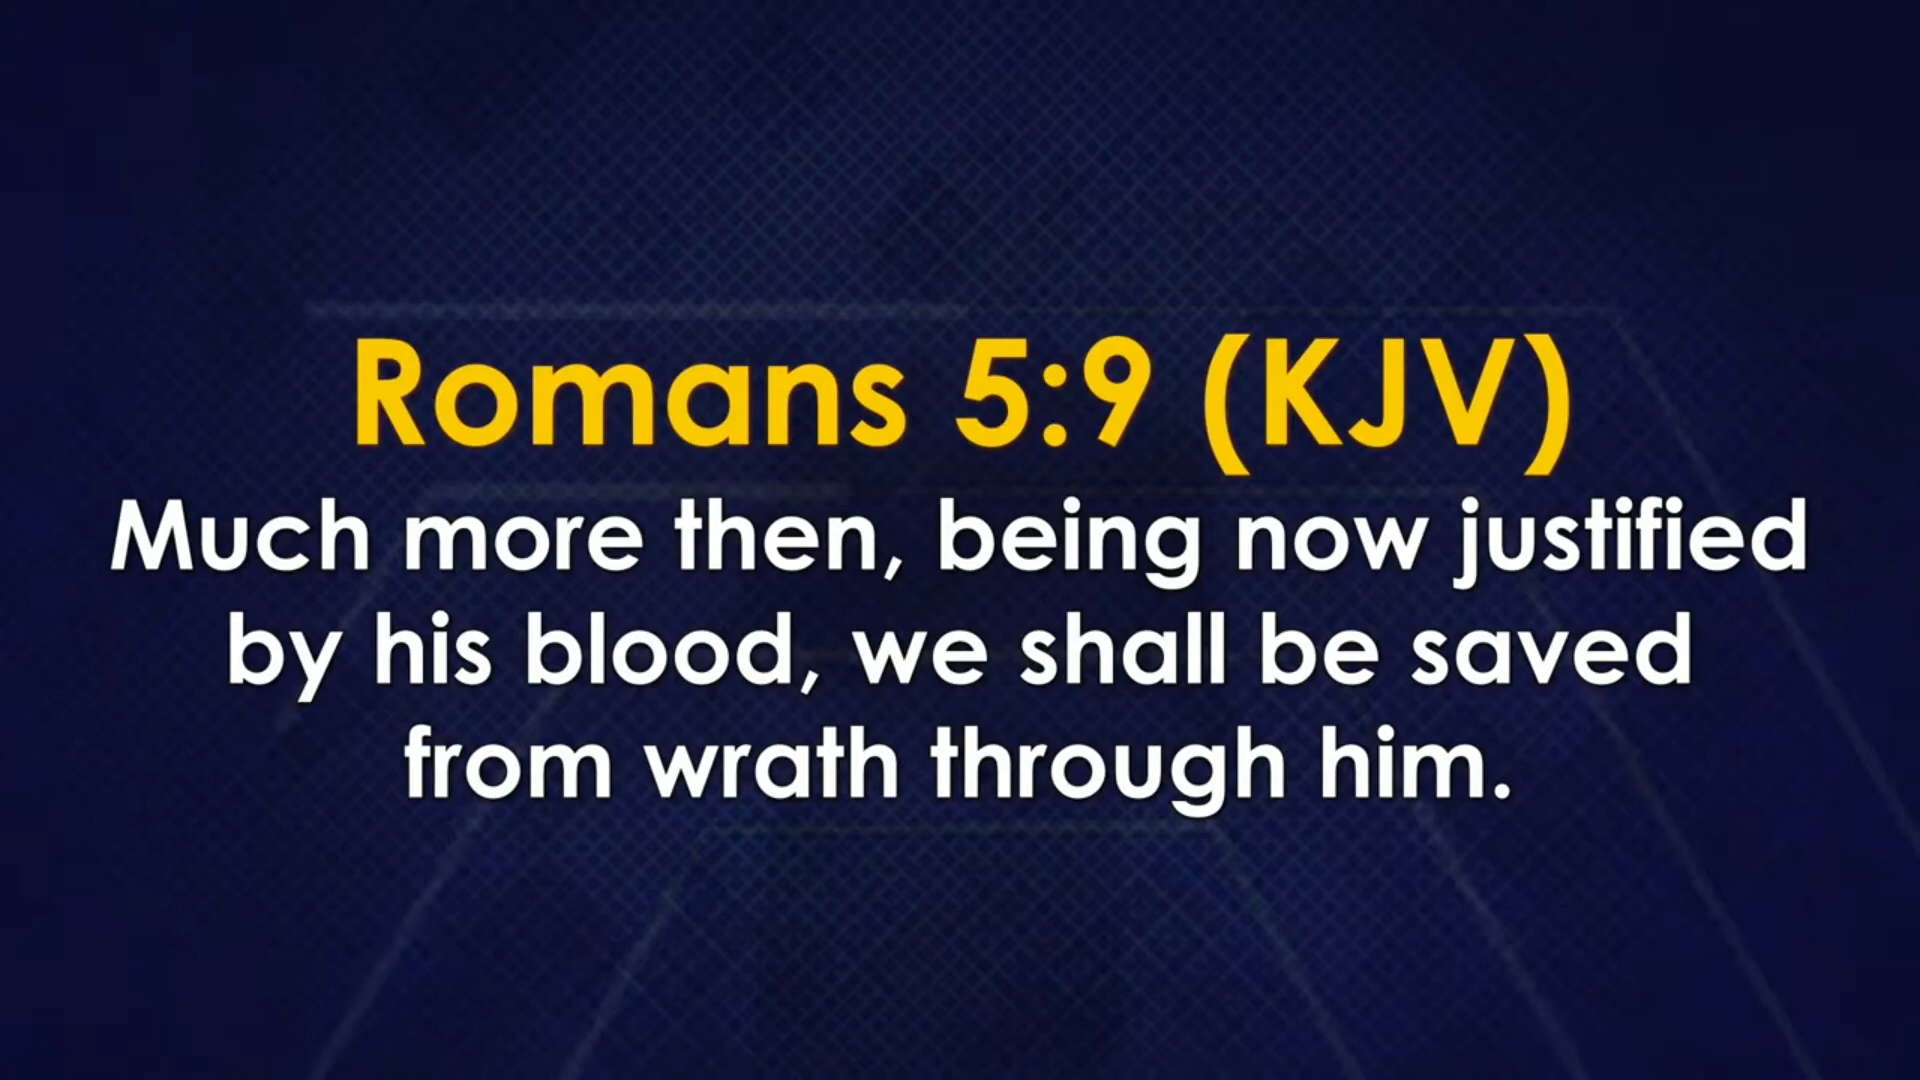 Romans 5:9 (KJV)
Much more then, being now justified
by his blood, we shall be saved
from wrath through him.